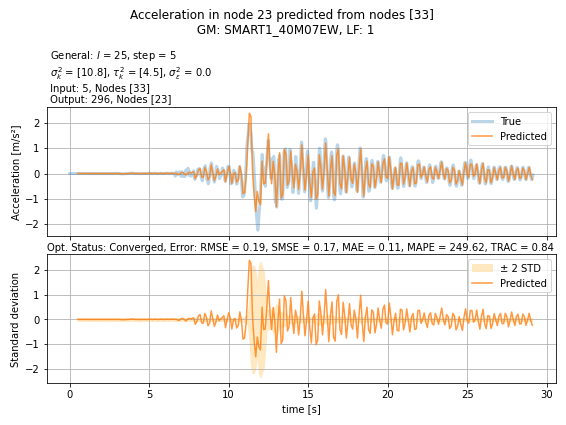 Acceleration in node 23 predicted from nodes [33]
GM: SMART1_40M07EW, LF: 1
General: l = 25, step = 5
σ²ₖ = [10.8], τ²ₖ = [4.5], σ²ε = 0.0
Input: 5, Nodes [33]
Output: 296, Nodes [23]
Acceleration [m/s²]
2
1
0
−1
−2
True
Predicted
Opt. Status: Converged, Error: RMSE = 0.19, SMSE = 0.17, MAE = 0.11, MAPE = 249.62, TRAC = 0.84
Standard deviation
2
1
0
−1
−2
± 2 STD
Predicted
0 5 10 15 20 25 30
time [s]